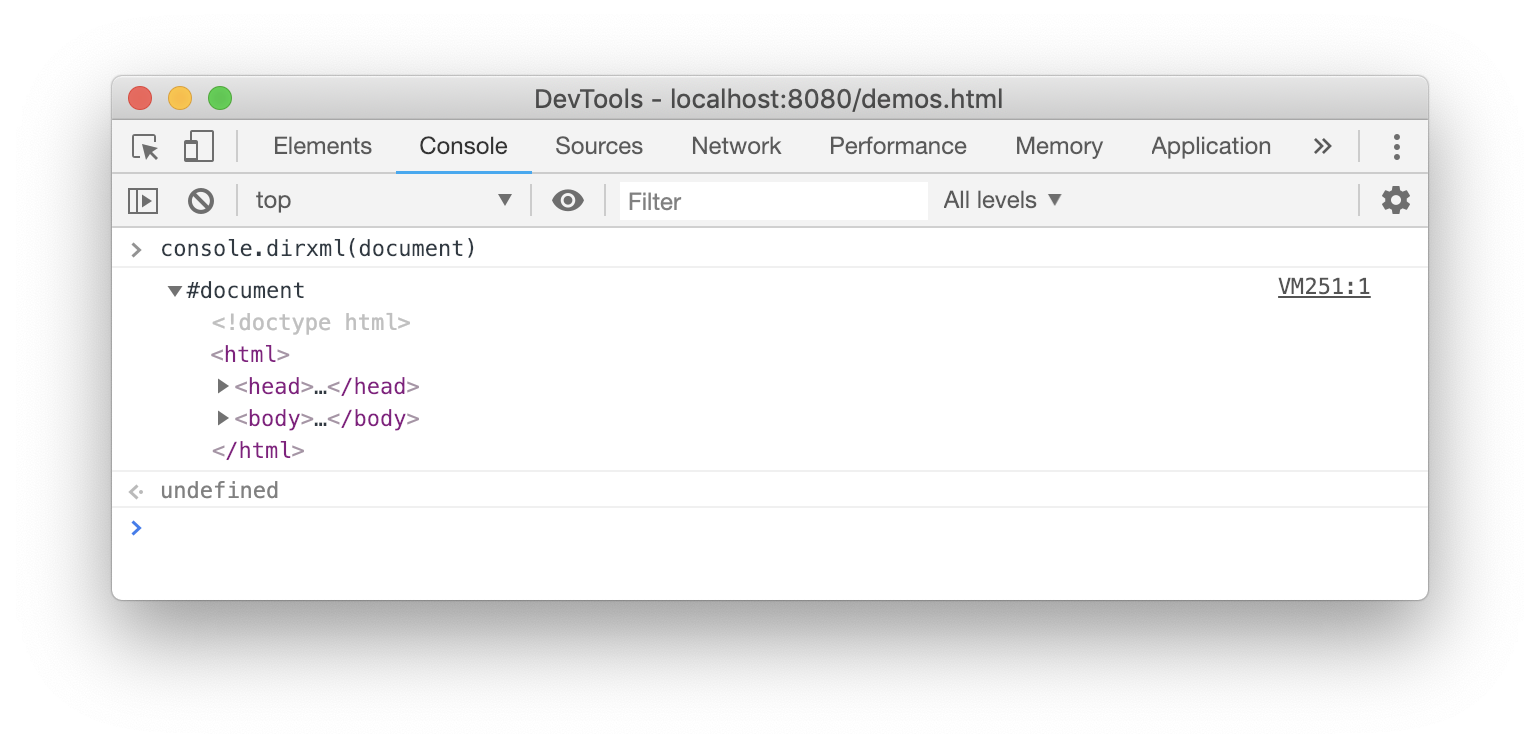 DevTools - localhost:8080/demos.html
Elements Console Sources Network Performance Memory Application »
top ▼ Filter All levels ▼
> console.dirxml(document)
▼#document VM251:1
<!doctype html>
<html>
▶<head>…</head>
▶<body>…</body>
</html>
undefined
>